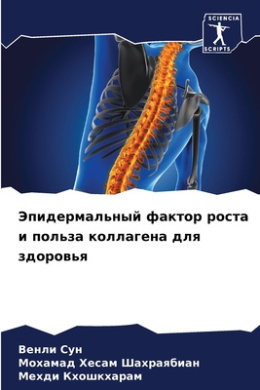 SCIENCIA
SCRIPTS
Эпидермальный фактор роста
и польза коллагена для
здоровья
Венли Сун
Мохамад Хесам Шахраябиан
Мехди Кхошкхарам